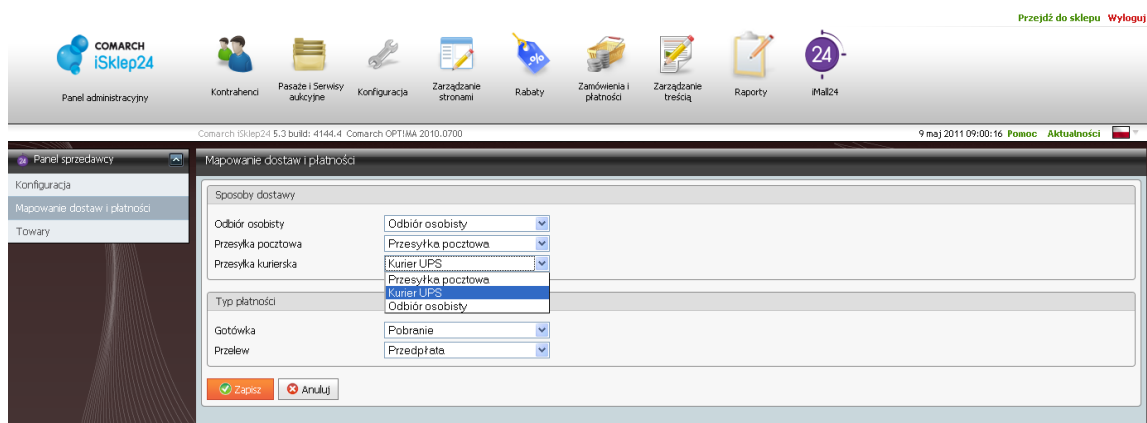 Przejdź do sklepu Wyloguj
COMARCH
iSklep24
Panel administracyjny
Kontrahenci
Pasaże i Serwisy
aukcyjne
Konfiguracja
Zarządzanie
stronami
%
Rabaty
Zamówienia i
płatności
Zarządzanie
treścią
Raporty
24
iMall24
Comarch iSklep24 5.3 build: 4144.4 Comarch OPT!MA 2010.0700
9 maj 2011 09:00:16 Pomoc Aktualności
24 Panel sprzedawcy
Konfiguracja
Mapowanie dostaw i płatności
Towary
Mapowanie dostaw i płatności
Sposoby dostawy
Odbiór osobisty Odbiór osobisty
Przesyłka pocztowa Przesyłka pocztowa
Przesyłka kurierska Kurier UPS
Przesyłka pocztowa
Kurier UPS
Odbiór osobisty
Typ płatności
Gotówka Pobranie
Przelew Przedpłata
Zapisz Anuluj